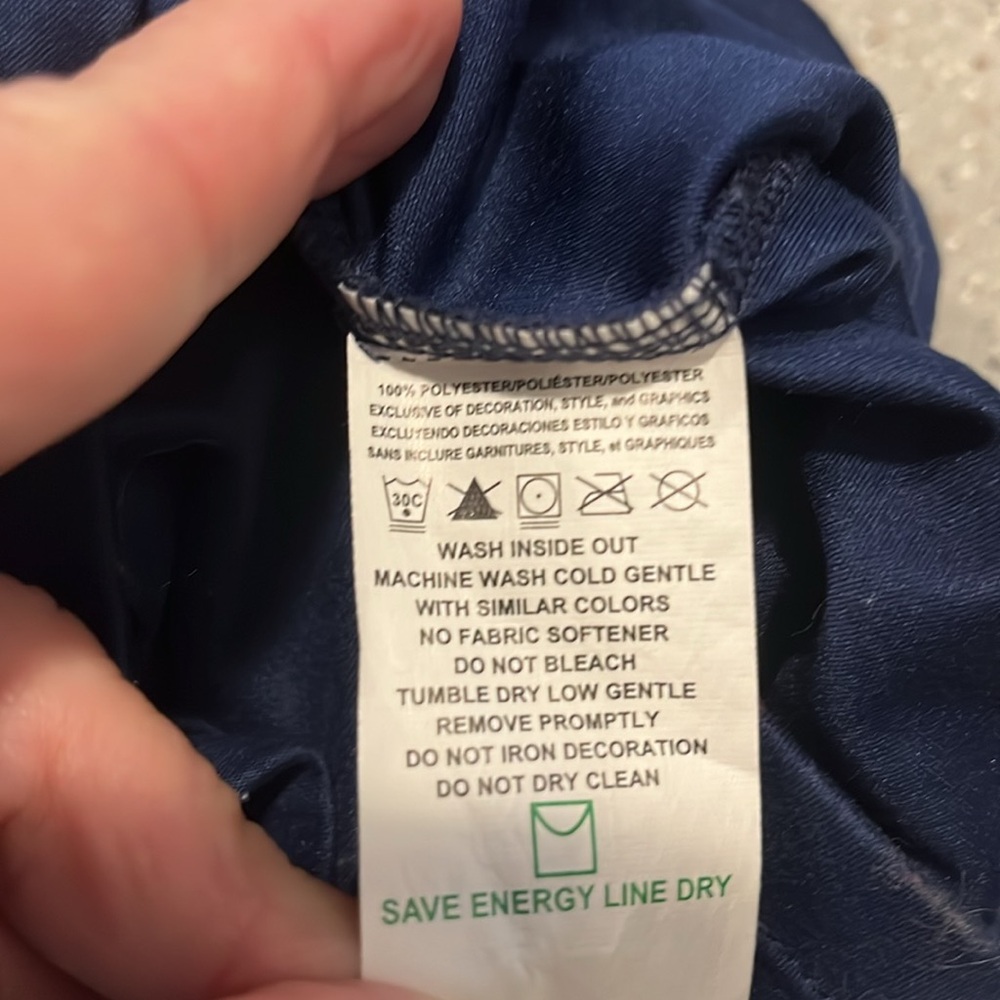 100% POLYESTER/POLIÉSTER/POLYESTER
EXCLUSIVE OF DECORATION, STYLE, and GRAPHICS
EXCLUYENDO DECORACIONES ESTILO Y GRAFICOS
SANS INCLURE GARNITURES, STYLE, et GRAPHIQUES
30C
WASH INSIDE OUT
MACHINE WASH COLD GENTLE
WITH SIMILAR COLORS
NO FABRIC SOFTENER
DO NOT BLEACH
TUMBLE DRY LOW GENTLE
REMOVE PROMPTLY
DO NOT IRON DECORATION
DO NOT DRY CLEAN
SAVE ENERGY LINE DRY